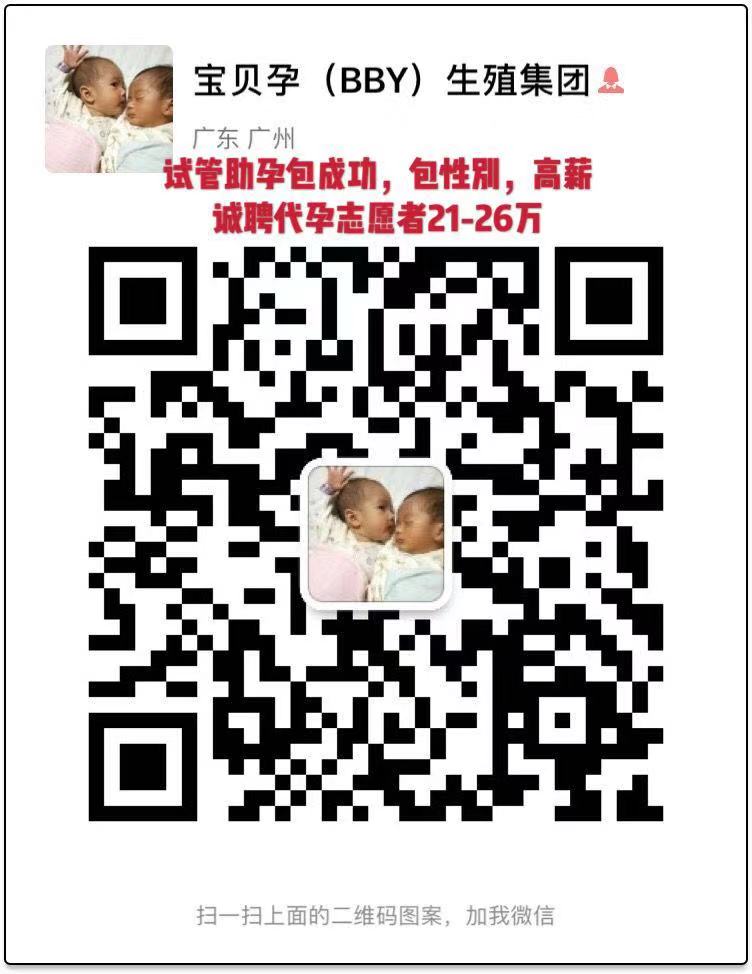 宝贝孕（BBY）生殖集团
广东 广州
试管助孕包成功，包性别，高薪
诚聘代孕志愿者21-26万
扫一扫上面的二维码图案，加我微信